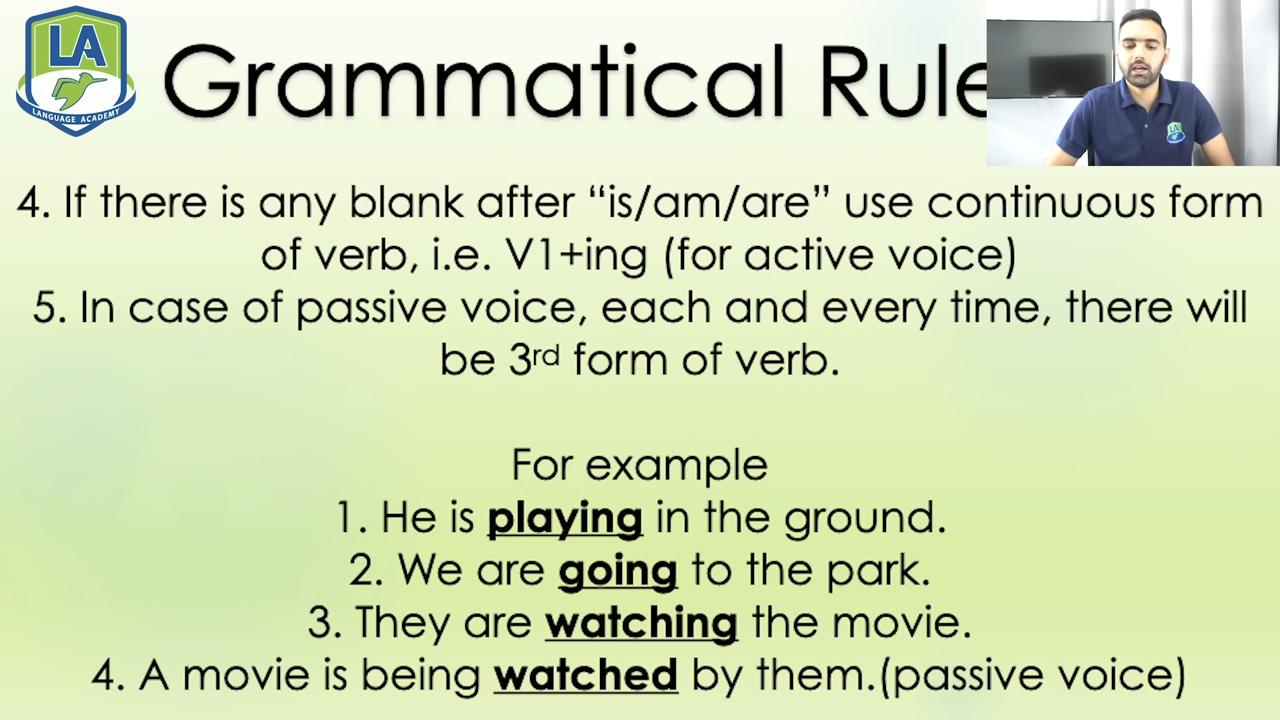 LA
LANGUAGE ACADEMY
Grammatical Rule
LA
4. If there is any blank after “is/am/are” use continuous form
of verb, i.e. V1+ing (for active voice)
5. In case of passive voice, each and every time, there will
be 3rd form of verb.
For example
1. He is playing in the ground.
2. We are going to the park.
3. They are watching the movie.
4. A movie is being watched by them.(passive voice)